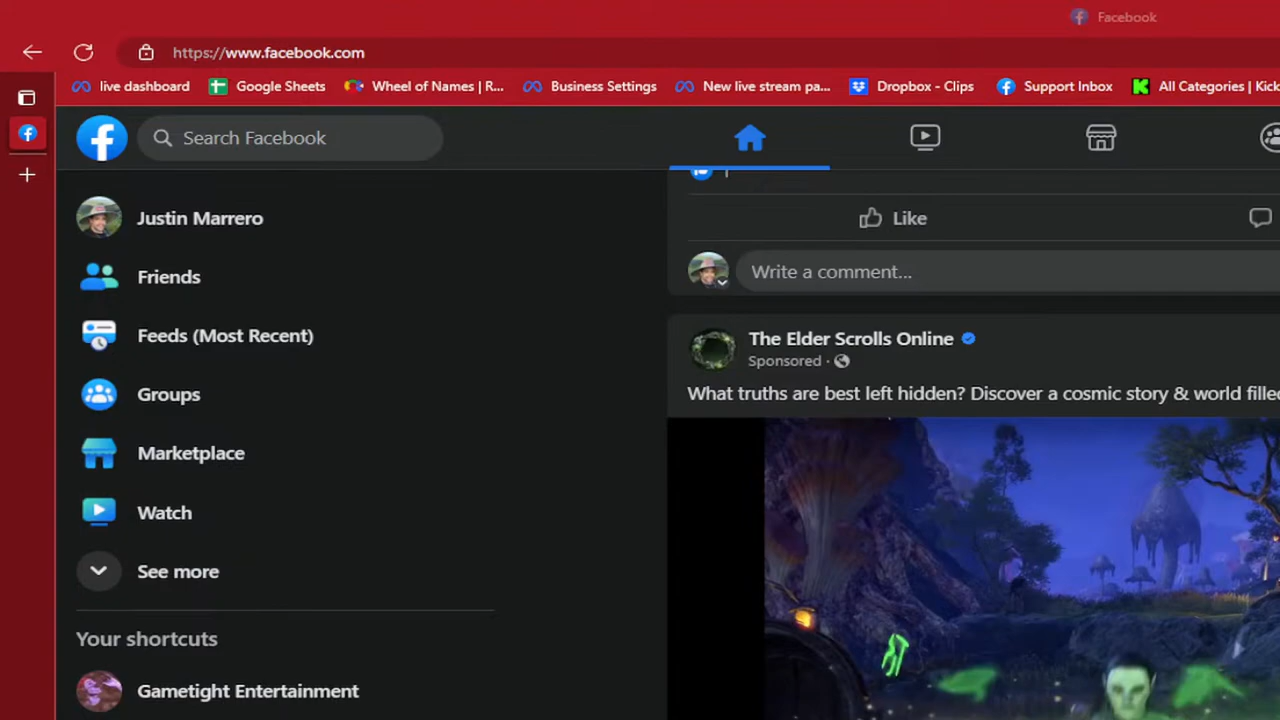 Facebook
https://www.facebook.com
live dashboard
Google Sheets
Wheel of Names | R...
Business Settings
New live stream pa...
Dropbox - Clips
Support Inbox
All Categories | Kick
Search Facebook
Justin Marrero
Friends
Feeds (Most Recent)
Groups
Marketplace
Watch
See more
Your shortcuts
Gametight Entertainment
Like
Write a comment...
The Elder Scrolls Online
Sponsored ·
What truths are best left hidden? Discover a cosmic story & world filled